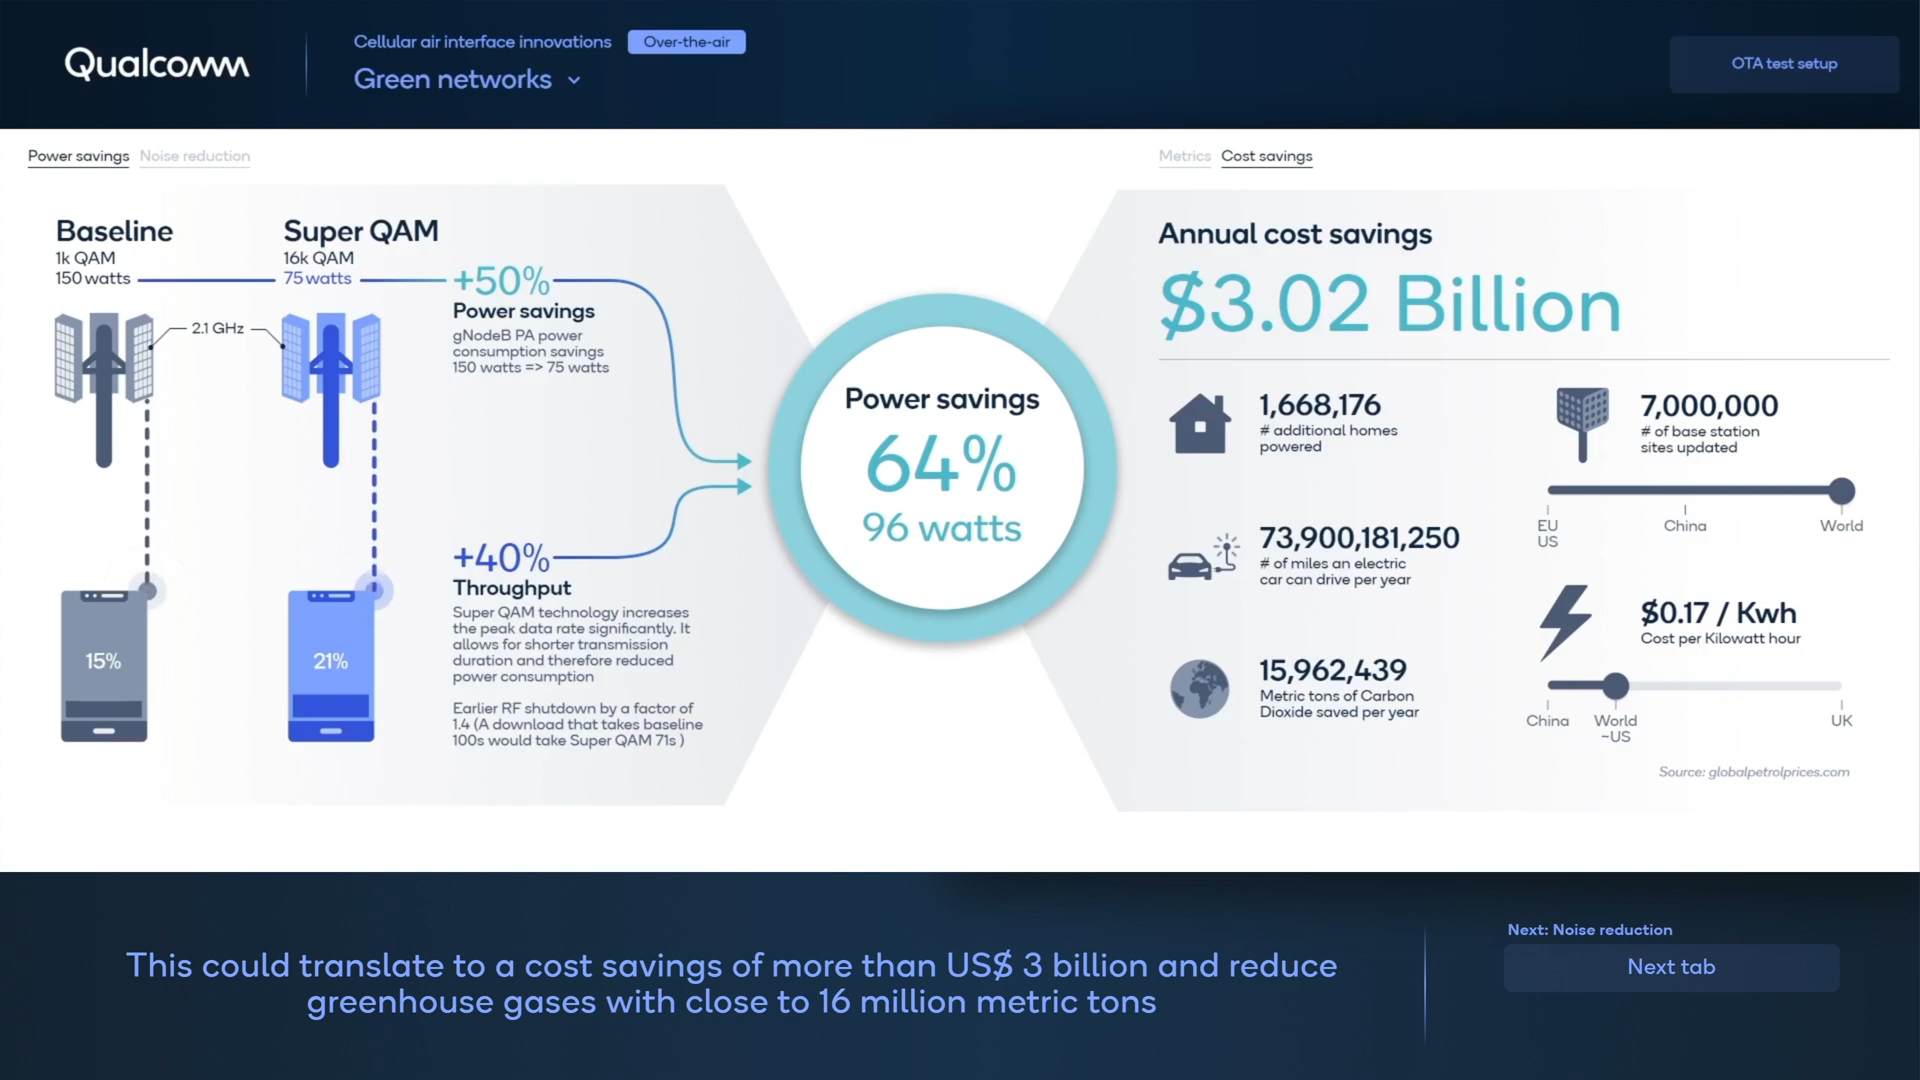 Qualcomm
Cellular air interface innovations
Over-the-air
Green networks
OTA test setup
Power savings
Noise reduction
Metrics
Cost savings
Baseline
1k QAM
150 watts
Super QAM
16k QAM
75 watts
2.1 GHz
+50%
Power savings
gNodeB PA power
consumption savings
150 watts => 75 watts
15%
21%
+40%
Throughput
Super QAM technology increases
the peak data rate significantly. It
allows for shorter transmission
duration and therefore reduced
power consumption
Earlier RF shutdown by a factor of
1.4 (A download that takes baseline
100s would take Super QAM 71s )
Power savings
64%
96 watts
Annual cost savings
$3.02 Billion
1,668,176
# additional homes
powered
73,900,181,250
# of miles an electric
car can drive per year
15,962,439
Metric tons of Carbon
Dioxide saved per year
7,000,000
# of base station
sites updated
EU
US
China
World
$0.17 / Kwh
Cost per Kilowatt hour
China
World
~US
UK
Source: globalpetrolprices.com
This could translate to a cost savings of more than US$ 3 billion and reduce
greenhouse gases with close to 16 million metric tons
Next: Noise reduction
Next tab